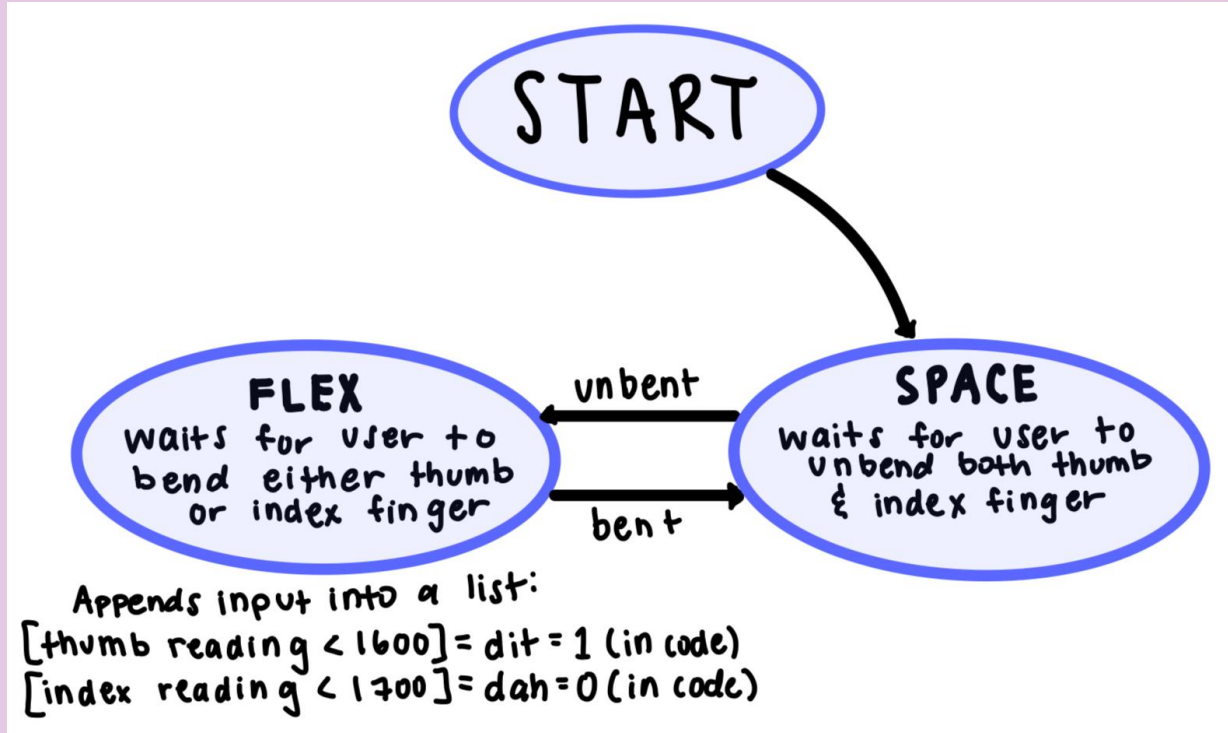 START
FLEX
waits for user to
bend either thumb
or index finger
unbent
bent
SPACE
waits for user to
unbend both thumb
& index finger
Appends input into a list:
[thumb reading < 1600] = dit = 1 (in code)
[index reading < 1700] = dah = 0 (in code)